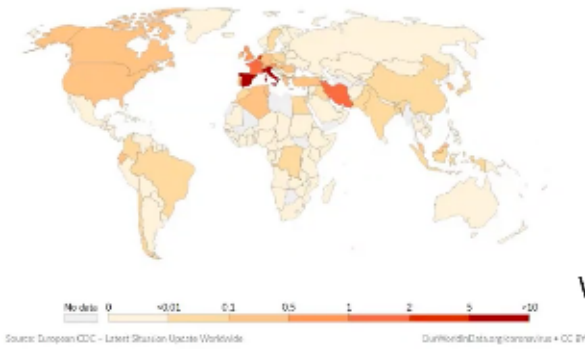 No data 0 <0.01 0.1 0.5 1 2 5 >10
Source: European CDC – Latest Situation Update Worldwide
OurWorldInData.org/coronavirus • CC BY